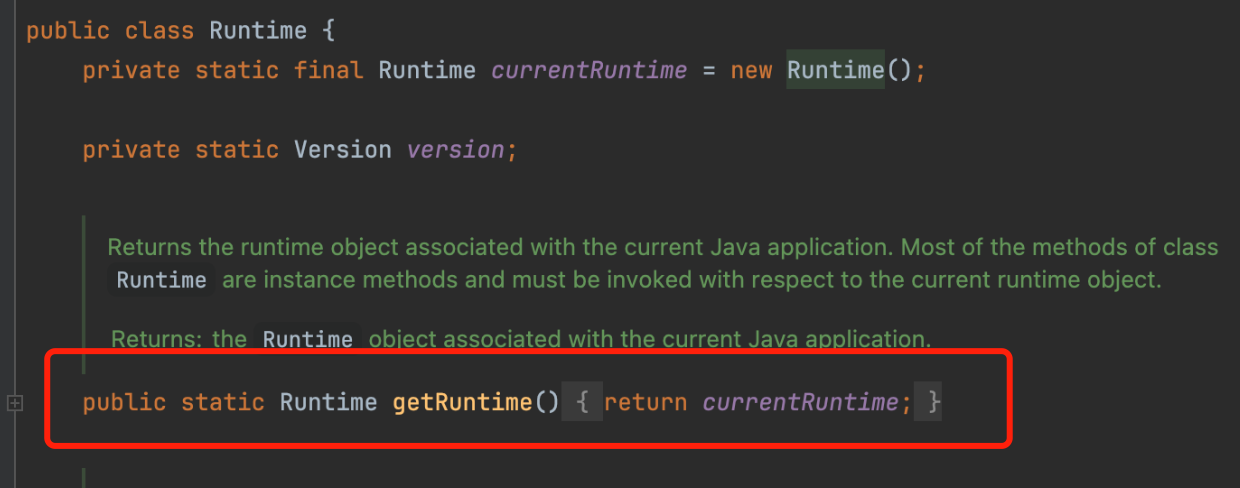 public class Runtime {
private static final Runtime currentRuntime = new Runtime();
private static Version version;
Returns the runtime object associated with the current Java application. Most of the methods of class
Runtime are instance methods and must be invoked with respect to the current runtime object.
Returns: the Runtime object associated with the current Java application.
public static Runtime getRuntime() { return currentRuntime; }